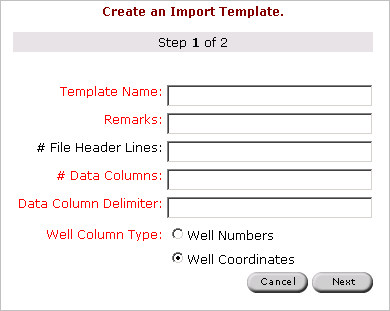 Create an Import Template.
Step 1 of 2
Template Name:
Remarks:
# File Header Lines:
# Data Columns:
Data Column Delimiter:
Well Column Type: Well Numbers
Well Coordinates
Cancel Next